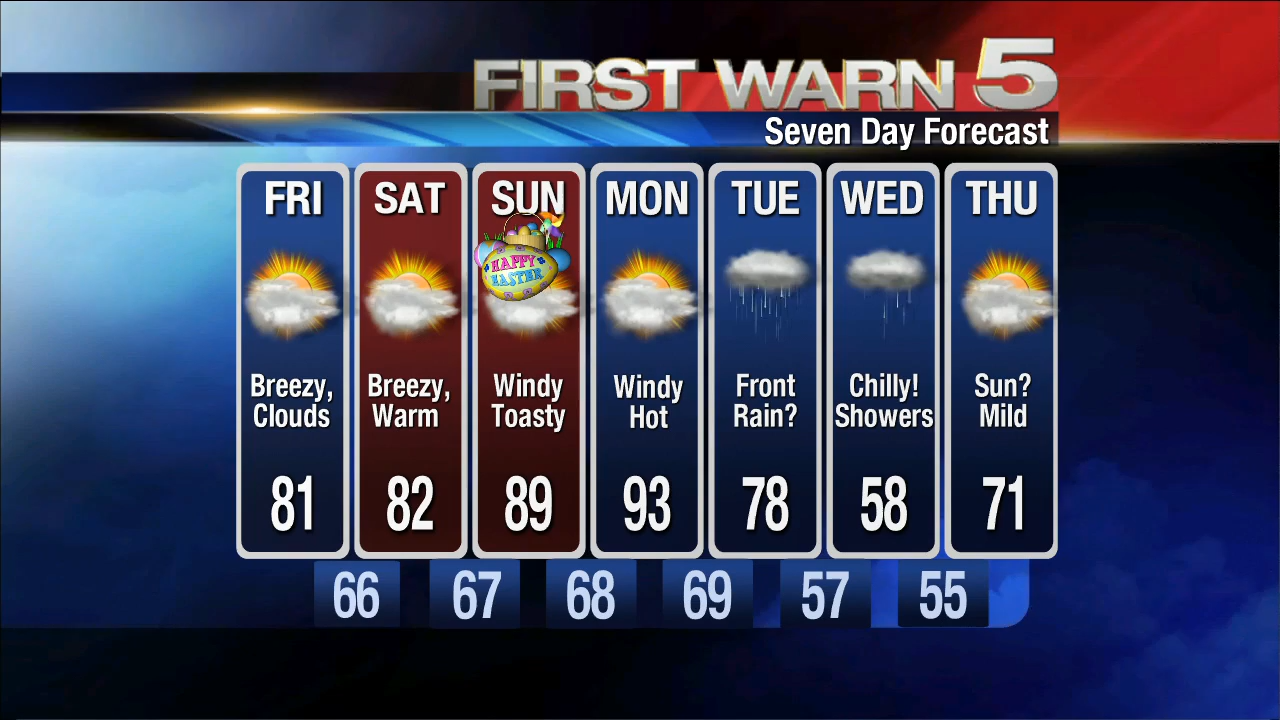 FIRST WARN 5
Seven Day Forecast
FRI
SAT
SUN
MON
TUE
WED
THU
HAPPY
EASTER
Breezy,
Clouds
Breezy,
Warm
Windy
Toasty
Windy
Hot
Front
Rain?
Chilly!
Showers
Sun?
Mild
81
82
89
93
78
58
71
66
67
68
69
57
55